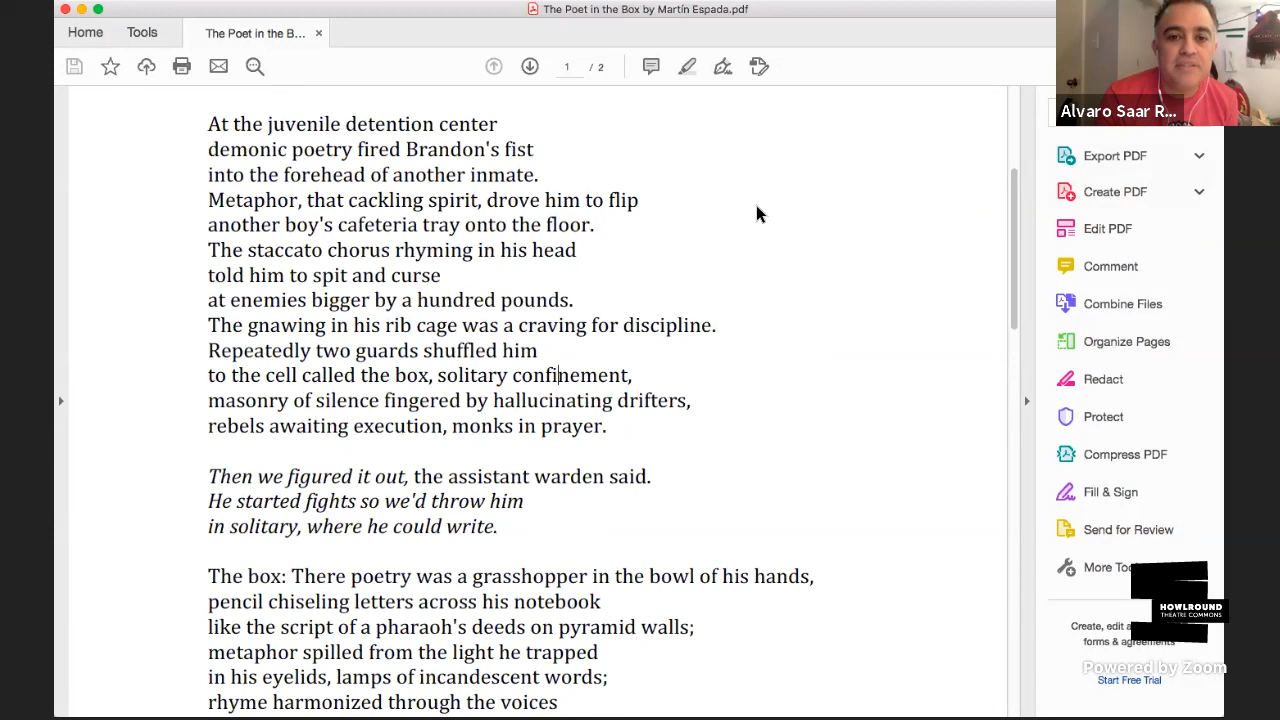 The Poet in the Box by Martín Espada.pdf
Home
Tools
The Poet in the B...
1 / 2
Alvaro Saar R...
At the juvenile detention center
demonic poetry fired Brandon's fist
into the forehead of another inmate.
Metaphor, that cackling spirit, drove him to flip
another boy's cafeteria tray onto the floor.
The staccato chorus rhyming in his head
told him to spit and curse
at enemies bigger by a hundred pounds.
The gnawing in his rib cage was a craving for discipline.
Repeatedly two guards shuffled him
to the cell called the box, solitary confinement,
masonry of silence fingered by hallucinating drifters,
rebels awaiting execution, monks in prayer.
Then we figured it out, the assistant warden said.
He started fights so we'd throw him
in solitary, where he could write.
The box: There poetry was a grasshopper in the bowl of his hands,
pencil chiseling letters across his notebook
like the script of a pharaoh's deeds on pyramid walls;
metaphor spilled from the light he trapped
in his eyelids, lamps of incandescent words;
rhyme harmonized through the voices
Export PDF
Create PDF
Edit PDF
Comment
Combine Files
Organize Pages
Redact
Protect
Compress PDF
Fill & Sign
Send for Review
More
HOWLROUND
THEATRE COMMONS
Create, edit
forms & agreements
Powered by Zoom
Start Free Trial